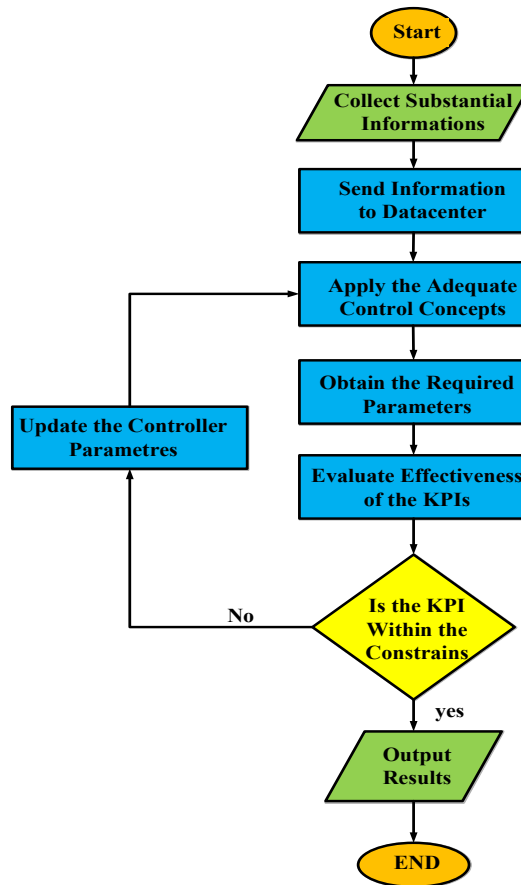 Start
Collect Substantial
Informations
Send Information
to Datacenter
Apply the Adequate
Control Concepts
Obtain the Required
Parameters
Update the Controller
Parametres
Evaluate Effectiveness
of the KPIs
Is the KPI
Within the
Constrains
No
yes
Output
Results
END